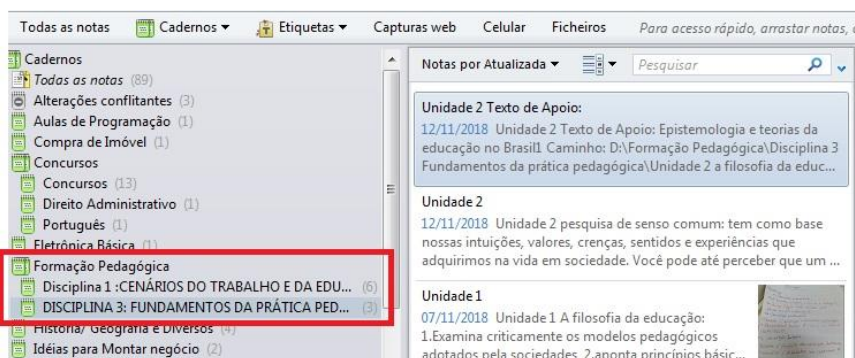 Todas as notas Cadernos Etiquetas Capturas web Celular Ficheiros Para acesso rápido, arrastar notas,
Cadernos
Todas as notas (89)
Alterações conflitantes (3)
Aulas de Programação (1)
Compra de Imóvel (1)
Concursos
Concursos (13)
Direito Administrativo (1)
Português (1)
Eletrônica Básica (1)
Formação Pedagógica
Disciplina 1 :CENÁRIOS DO TRABALHO E DA EDU... (6)
DISCIPLINA 3: FUNDAMENTOS DA PRÁTICA PED... (3)
História/ Geografia e Diversos (4)
Idéias para Montar negócio (2)
Notas por Atualizada Pesquisar
Unidade 2 Texto de Apoio:
12/11/2018 Unidade 2 Texto de Apoio: Epistemologia e teorias da
educação no Brasil1 Caminho: D:\Formação Pedagógica\Disciplina 3
Fundamentos da prática pedagógica\Unidade 2 a filosofia da educ...
Unidade 2
12/11/2018 Unidade 2 pesquisa de senso comum: tem como base
nossas intuições, valores, crenças, sentidos e experiências que
adquirimos na vida em sociedade. Você pode até perceber que um ...
Unidade 1
07/11/2018 Unidade 1 A filosofia da educação:
1.Examina criticamente os modelos pedagógicos
adotados pela sociedades 2.aponta princípios básic...